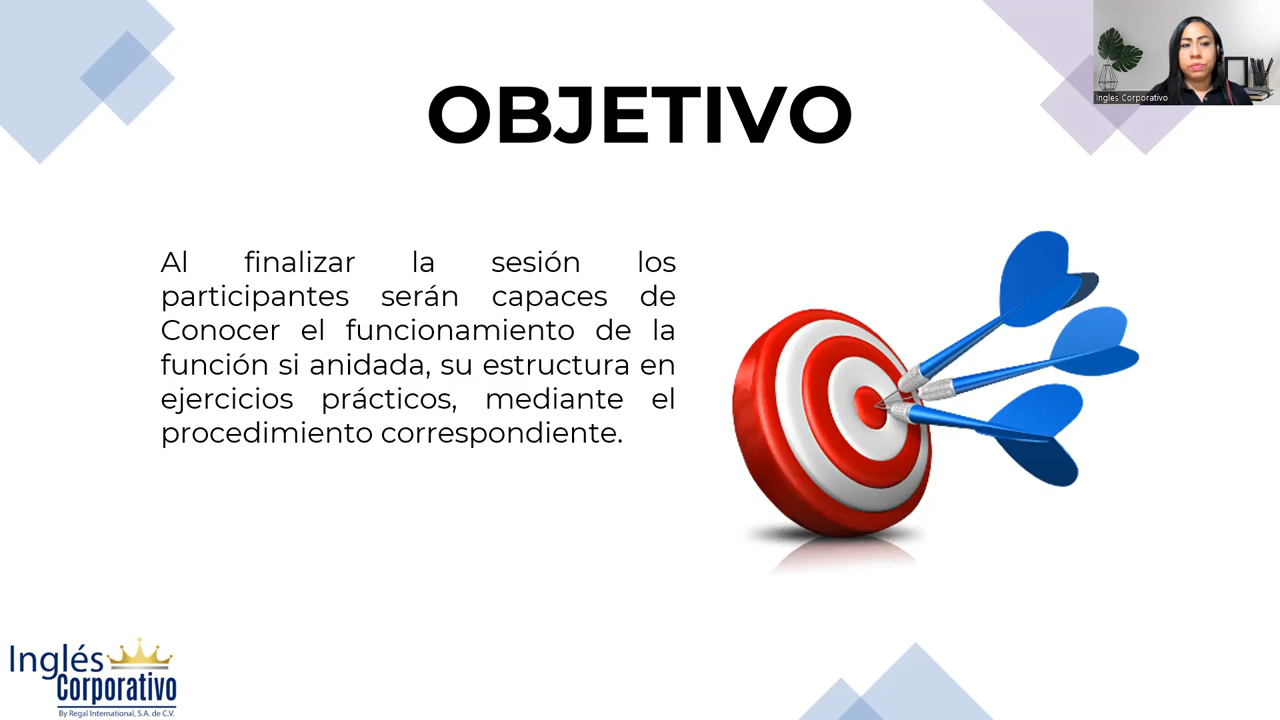 OBJETIVO
Ingles Corporativo
Al finalizar la sesión los
participantes serán capaces de
Conocer el funcionamiento de la
función si anidada, su estructura en
ejercicios prácticos, mediante el
procedimiento correspondiente.
Inglés
Corporativo
By Regal International, S.A. de C.V.